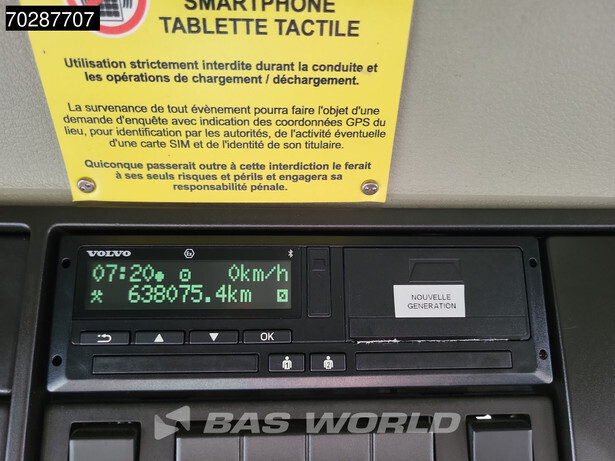 70287707
SMARTPHONE
TABLETTE TACTILE
Utilisation strictement interdite durant la conduite et
les opérations de chargement / déchargement.
La survenance de tout évènement pourra faire l'objet d'une
demande d'enquête avec indication des coordonnées GPS du
lieu, pour identification par les autorités, de l'activité éventuelle
d'une carte SIM et de l'identité de son titulaire.
Quiconque passerait outre à cette interdiction le ferait
à ses seuls risques et périls et engagera sa
responsabilité pénale.
VOLVO
Ex
07:20 0km/h
638075.4km
NOUVELLE
GENERATION
OK
1 2
BAS WORLD